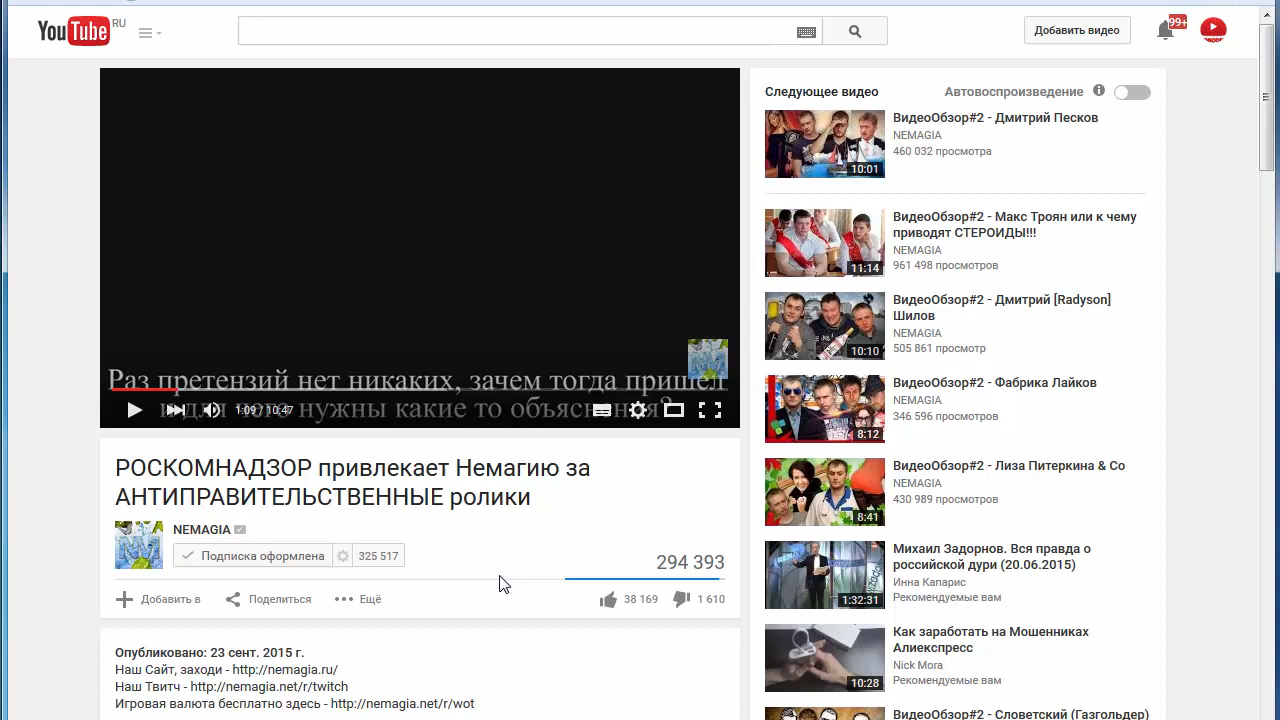 YouTube RU
Добавить видео
99+
Следующее видео
Автовоспроизведение
ВидеоОбзор#2 - Дмитрий Песков
NEMAGIA
460 032 просмотра
10:01
ВидеоОбзор#2 - Макс Троян или к чему
приводят СТЕРОИДЫ!!!
NEMAGIA
961 498 просмотров
11:14
ВидеоОбзор#2 - Дмитрий [Radyson]
Шилов
NEMAGIA
505 861 просмотр
10:10
ВидеоОбзор#2 - Фабрика Лайков
NEMAGIA
346 596 просмотров
8:12
ВидеоОбзор#2 - Лиза Питеркина & Co
NEMAGIA
430 989 просмотров
8:41
Михаил Задорнов. Вся правда о
российской дури (20.06.2015)
Инна Капарис
Рекомендуемые вам
1:32:31
Как заработать на Мошенниках
Алиекспресс
Nick Mora
Рекомендуемые вам
10:28
ВидеоОбзор#2 - Словетский (Газгольдер)
Раз претензий нет никаких, зачем тогда пришел
нужны какие то
1:09 / 10:47
РОСКОМНАДЗОР привлекает Немагию за
АНТИПРАВИТЕЛЬСТВЕННЫЕ ролики
NEMAGIA
Подписка оформлена
325 517
294 393
Добавить в
Поделиться
Ещё
38 169
1 610
Опубликовано: 23 сент. 2015 г.
Наш Сайт, заходи - http://nemagia.ru/
Наш Твитч - http://nemagia.net/r/twitch
Игровая валюта бесплатно здесь - http://nemagia.net/r/wot